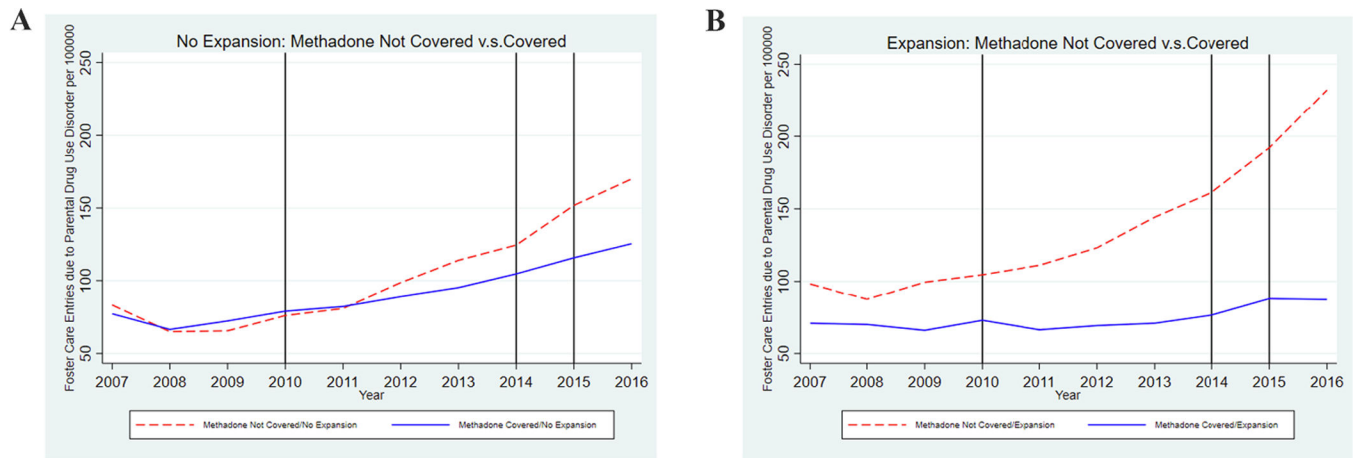 A
No Expansion: Methadone Not Covered v.s.Covered
Foster Care Entries due to Parental Drug Use Disorder per 100000
250
200
150
100
50
2007 2008 2009 2010 2011 2012 2013 2014 2015 2016
Year
Methadone Not Covered/No Expansion Methadone Covered/No Expansion
B
Expansion: Methadone Not Covered v.s.Covered
Foster Care Entries due to Parental Drug Use Disorder per 100000
250
200
150
100
50
2007 2008 2009 2010 2011 2012 2013 2014 2015 2016
Year
Methadone Not Covered/Expansion Methadone Covered/Expansion